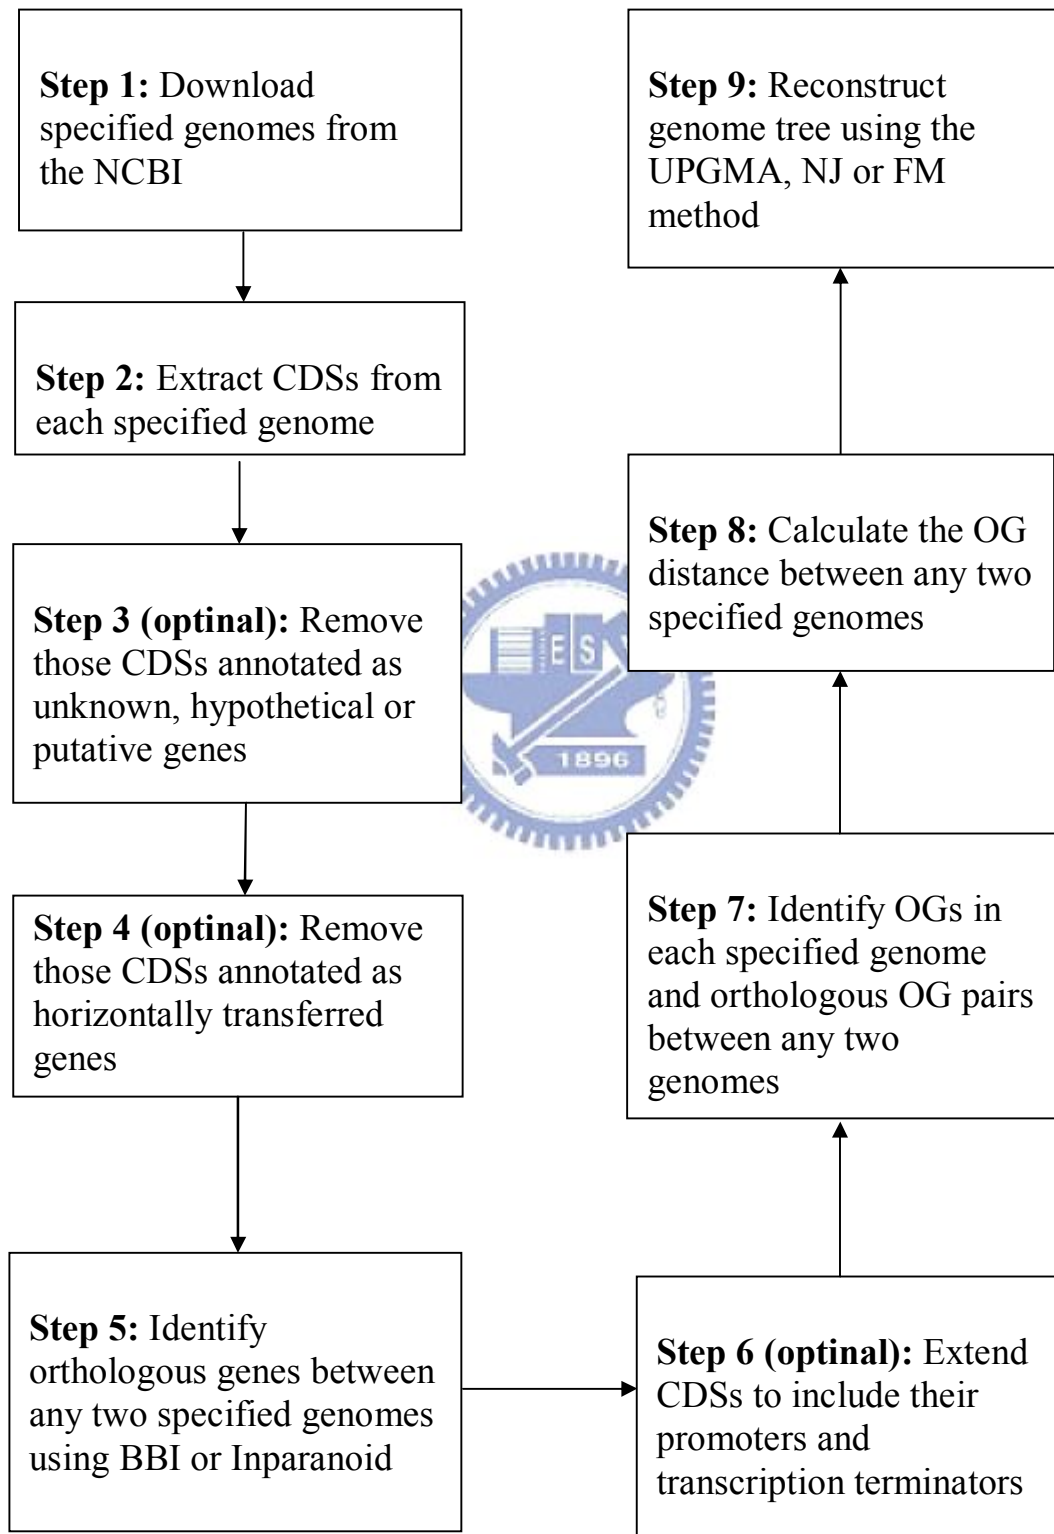 Step 1: Download
specified genomes from
the NCBI
Step 2: Extract CDSs from
each specified genome
Step 3 (optinal): Remove
those CDSs annotated as
unknown, hypothetical or
putative genes
Step 4 (optinal): Remove
those CDSs annotated as
horizontally transferred
genes
Step 5: Identify
orthologous genes between
any two specified genomes
using BBI or Inparanoid
Step 6 (optinal): Extend
CDSs to include their
promoters and
transcription terminators
Step 7: Identify OGs in
each specified genome
and orthologous OG pairs
between any two
genomes
Step 8: Calculate the OG
distance between any two
specified genomes
Step 9: Reconstruct
genome tree using the
UPGMA, NJ or FM
method
ES
1896